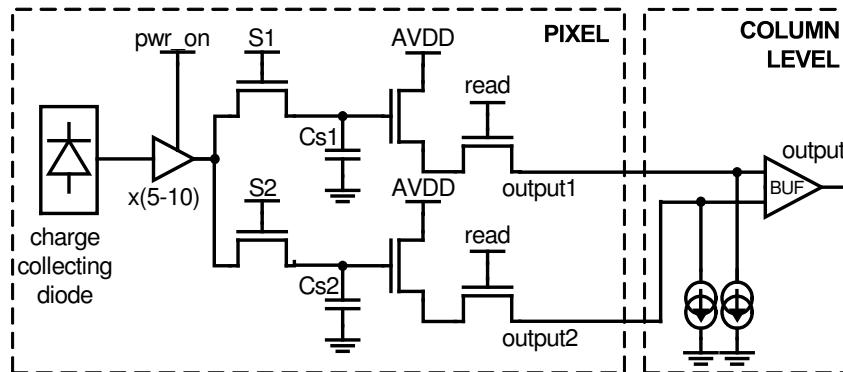 PIXEL
COLUMN
LEVEL
pwr_on
S1
AVDD
read
Cs1
output1
output
BUF
x(5-10)
S2
AVDD
read
charge
collecting
diode
Cs2
output2